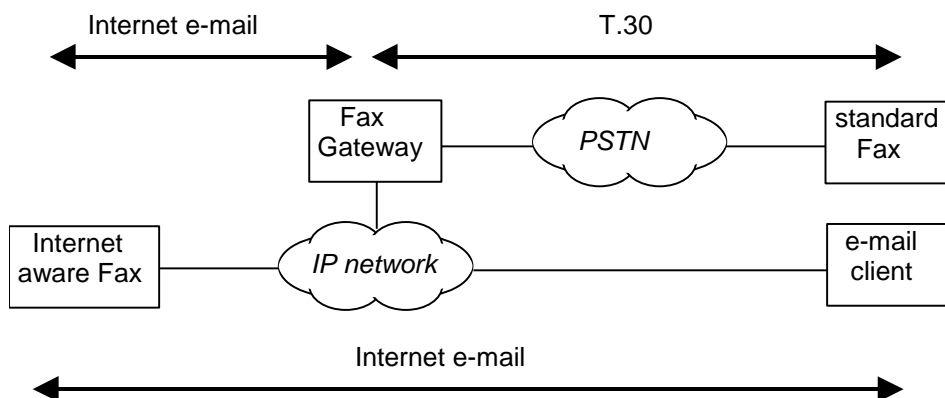 Internet e-mail
T.30
Fax
Gateway
PSTN
standard
Fax
Internet
aware Fax
IP network
e-mail
client
Internet e-mail